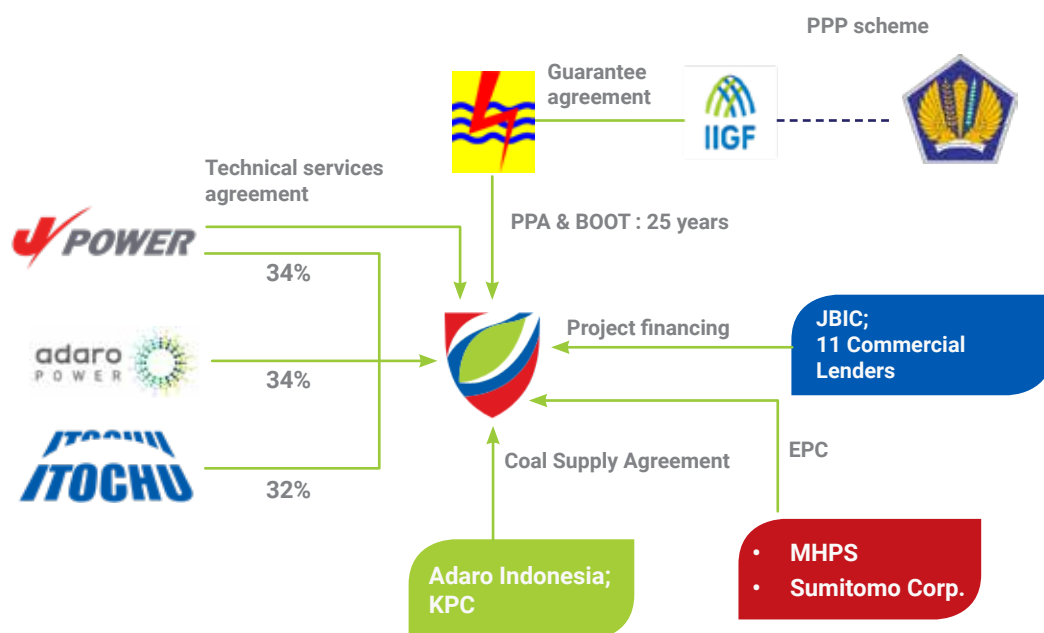 PPP scheme
Guarantee
agreement
IIGF
Technical services
agreement
PPA & BOOT : 25 years
POWER
34%
adaro
POWER
34%
ITOCHU
ITOCHU
32%
Project financing
JBIC;
11 Commercial
Lenders
Coal Supply Agreement
EPC
Adaro Indonesia;
KPC
• MHPS
• Sumitomo Corp.